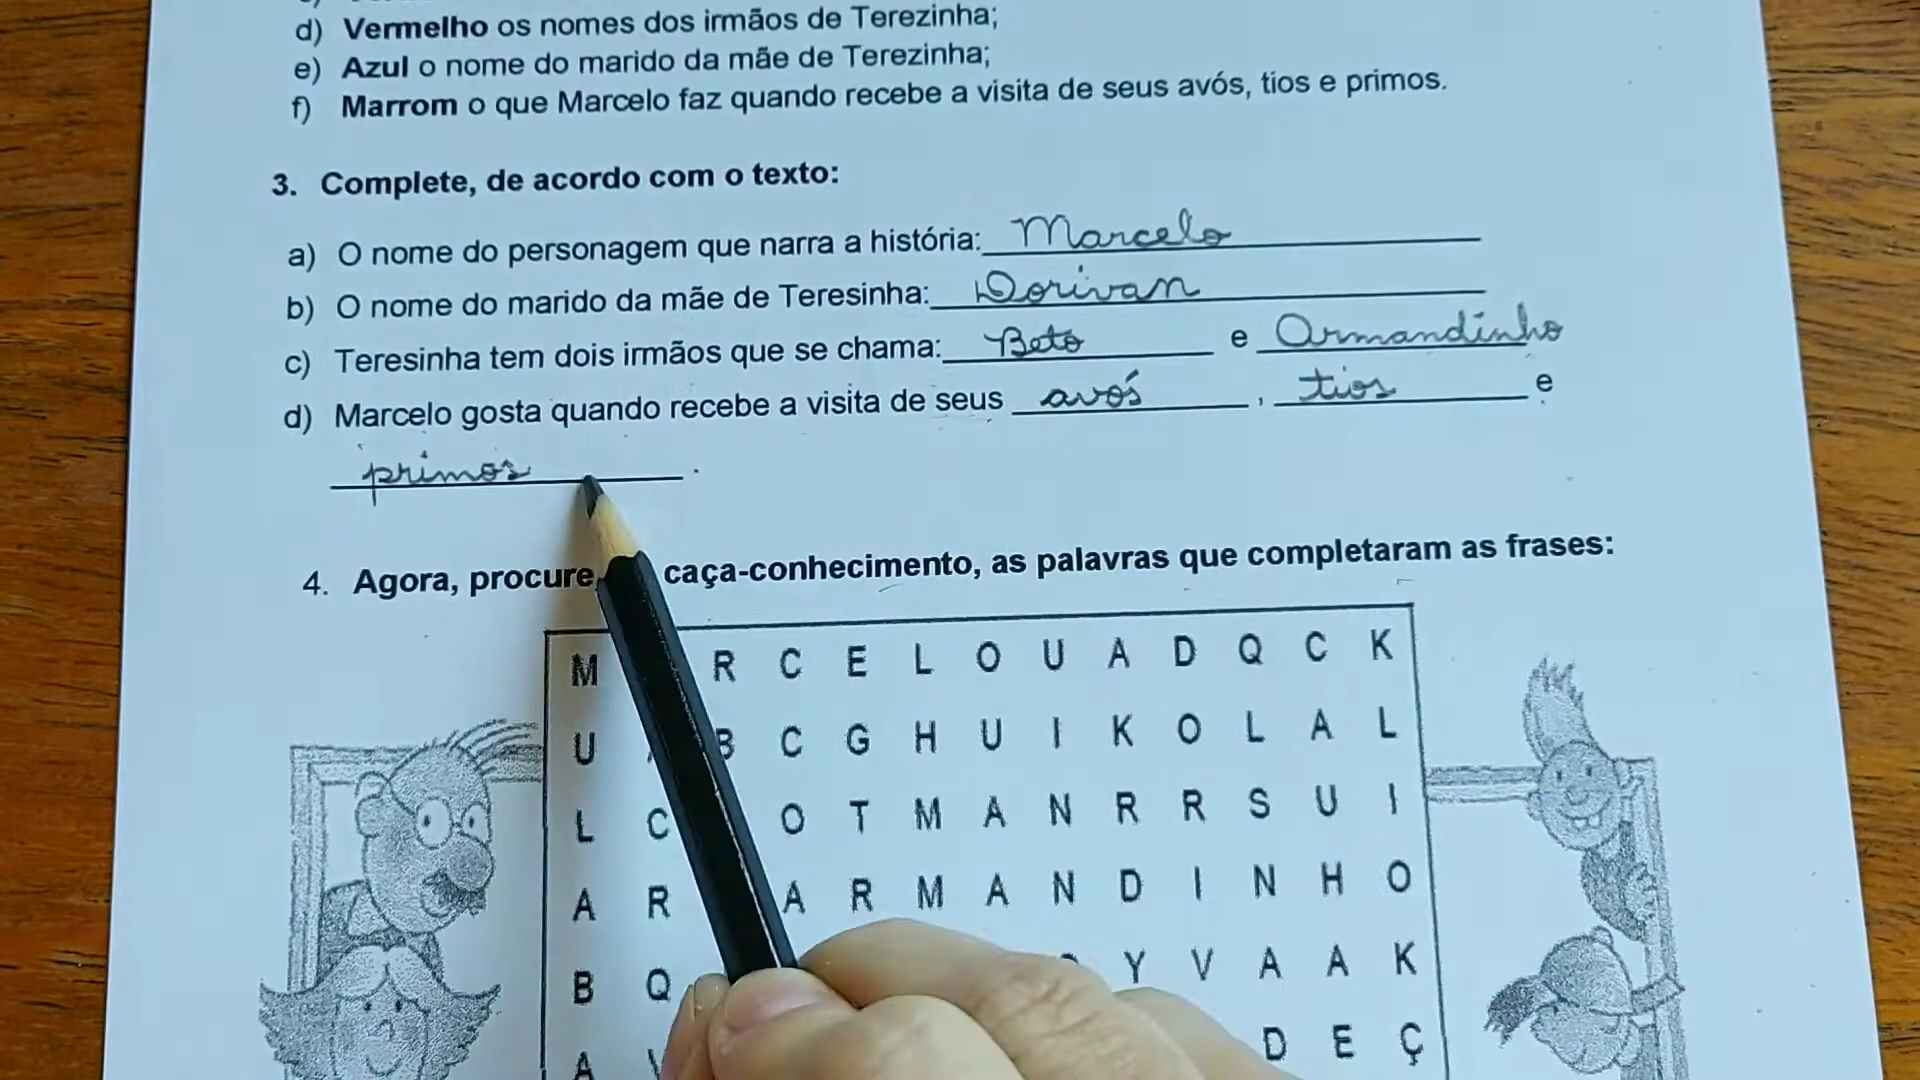 d) Vermelho os nomes dos irmãos de Terezinha;
e) Azul o nome do marido da mãe de Terezinha;
f) Marrom o que Marcelo faz quando recebe a visita de seus avós, tios e primos.
3. Complete, de acordo com o texto:
a) O nome do personagem que narra a história: Marcelo
b) O nome do marido da mãe de Teresinha: Dorivan
c) Teresinha tem dois irmãos que se chama: Beto e Armandinho
d) Marcelo gosta quando recebe a visita de seus avós, tios e
primos.
4. Agora, procure, caça-conhecimento, as palavras que completaram as frases:
M R C E L O U A D Q C K
U B C G H U I K O L A L
L C O T M A N R R S U I
A R A R M A N D I N H O
B Q Y V A A K
A D E Ç